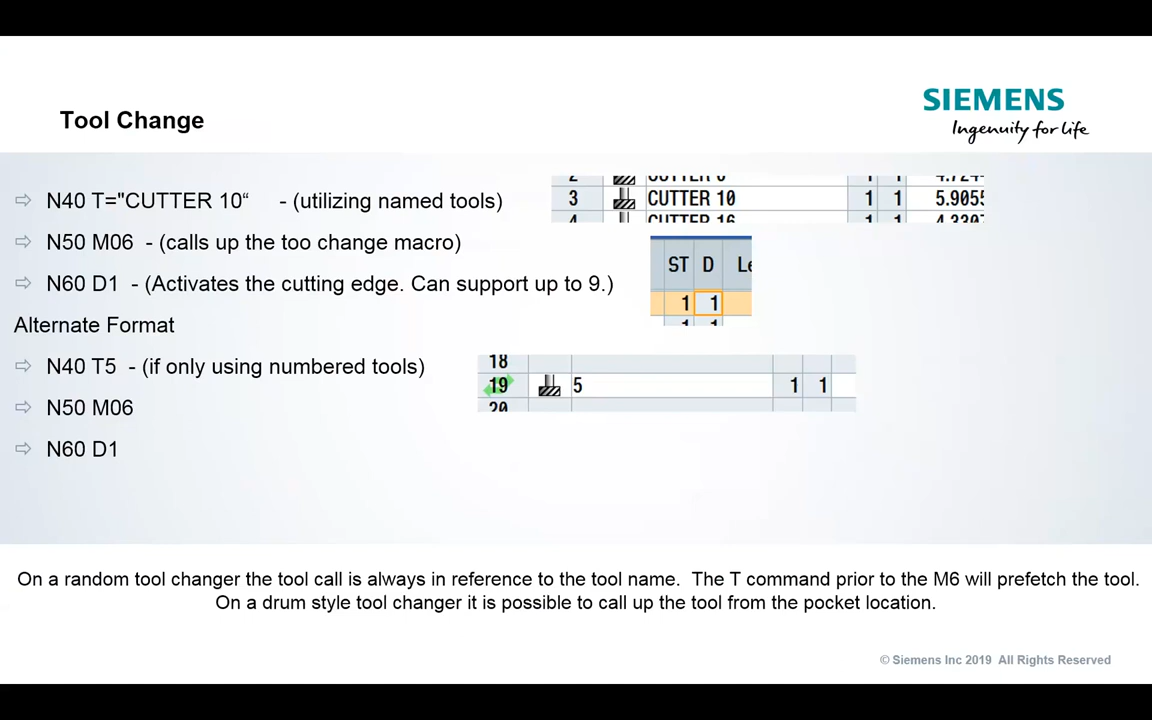 SIEMENS
Ingenuity for life
Tool Change
N40 T="CUTTER 10“ - (utilizing named tools)
3 CUTTER 10 1 1 5.9055
N50 M06 - (calls up the too change macro)
ST D
N60 D1 - (Activates the cutting edge. Can support up to 9.)
1 1
Alternate Format
18
N40 T5 - (if only using numbered tools)
19 5 1 1
20
N50 M06
N60 D1
On a random tool changer the tool call is always in reference to the tool name. The T command prior to the M6 will prefetch the tool.
On a drum style tool changer it is possible to call up the tool from the pocket location.
© Siemens Inc 2019 All Rights Reserved